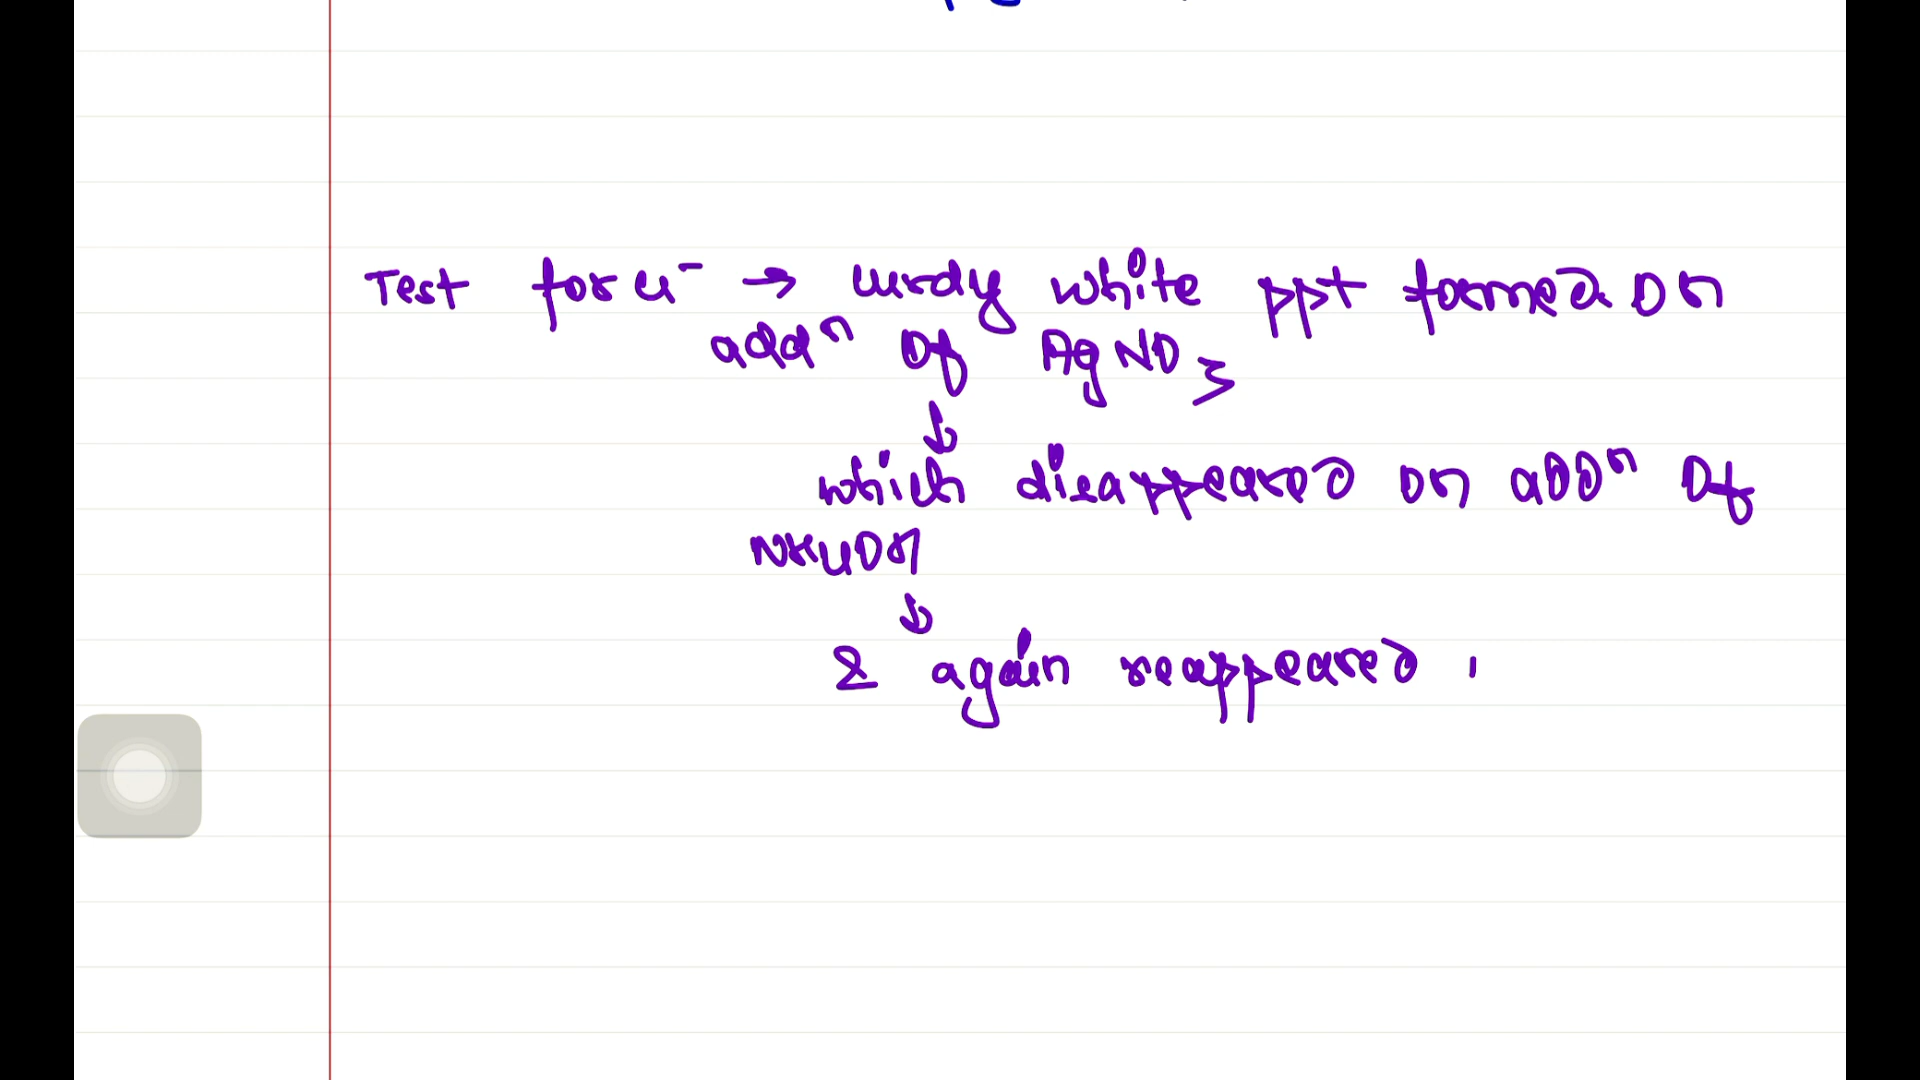 Test for Cl⁻ → curdy white ppt formed on
addⁿ of AgNO₃
↓
which disappeared on addⁿ of
NH4OH
↓
& again reappeared